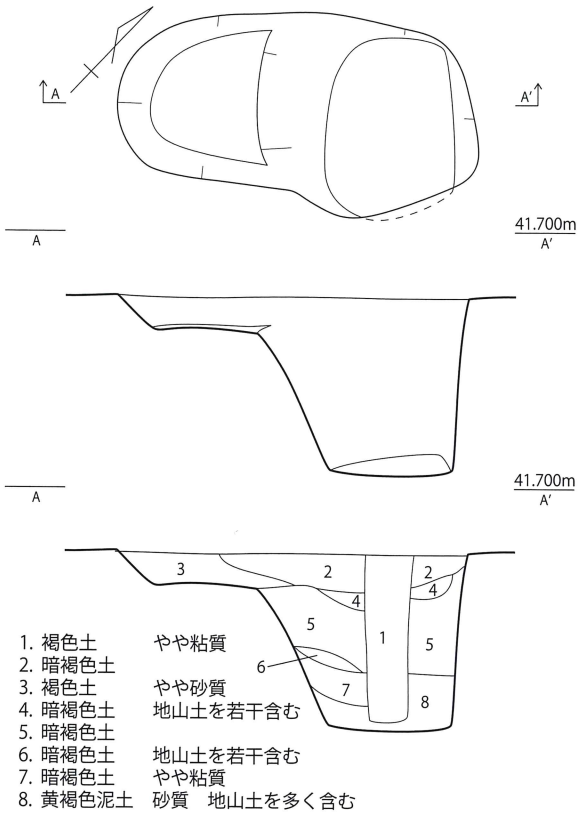 A A’
41.700m
A A’
41.700m
A A’
3 2 2
4 4
5 1 5
6
7 8
1. 褐色土 やや粘質
2. 暗褐色土
3. 褐色土 やや砂質
4. 暗褐色土 地山土を若干含む
5. 暗褐色土
6. 暗褐色土 地山土を若干含む
7. 暗褐色土 やや粘質
8. 黄褐色泥土 砂質 地山土を多く含む